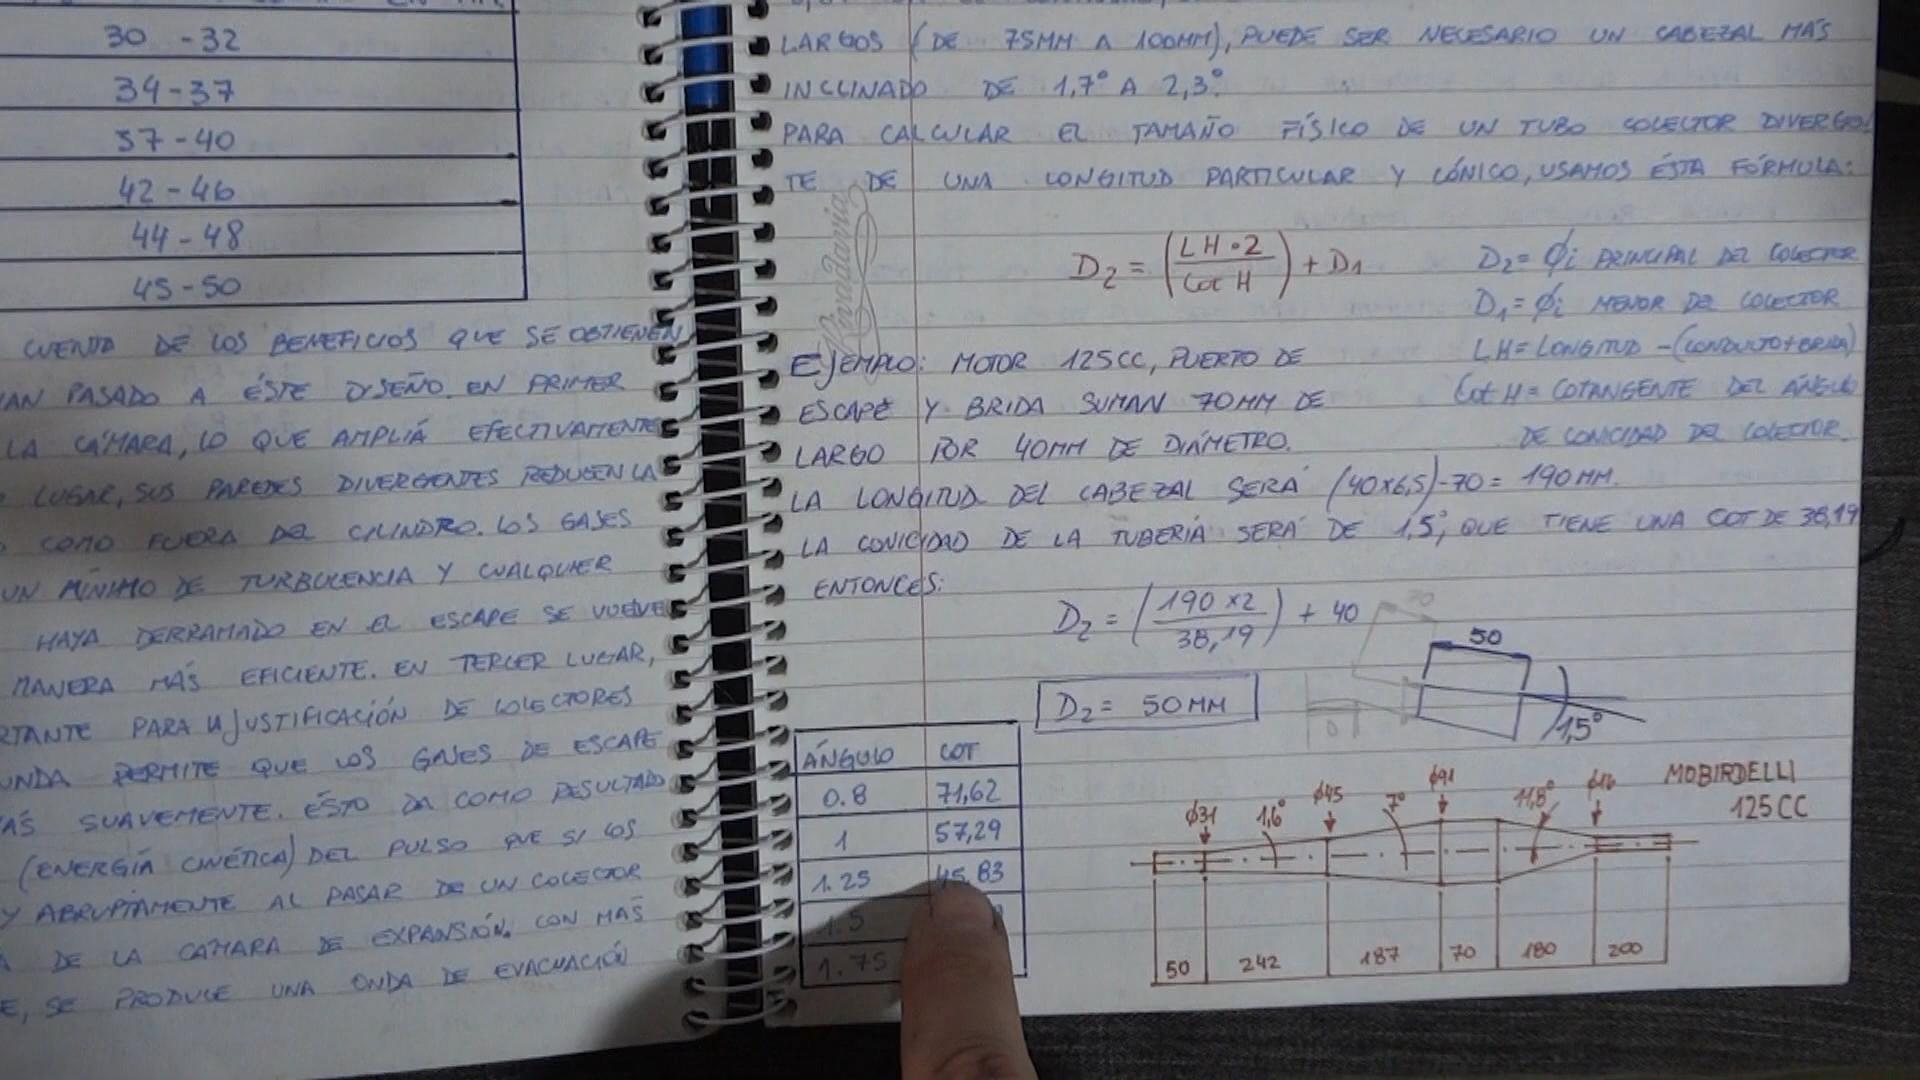 30 - 32
34 - 37
37 - 40
42 - 46
44 - 48
45 - 50
CUENTA DE LOS BENEFICIOS QUE SE OBTIENEN
HAN PASADO A ÉSTE DISEÑO. EN PRIMER
LA CÁMARA, LO QUE AMPLIÁ EFECTIVAMENTE
LUGAR, SUS PAREDES DIVERGENTES REDUCEN LA
COMO FUERA DEL CILINDRO. LOS GASES
UN MÍNIMO DE TURBULENCIA Y CUALQUIER
HAYA DERRAMADO EN EL ESCAPE SE VUELVE
MANERA MÁS EFICIENTE. EN TERCER LUGAR,
RTANTE PARA LA JUSTIFICACIÓN DE COLECTORES
UNDA PERMITE QUE LOS GASES DE ESCAPE
MÁS SUAVEMENTE. ÉSTO DA COMO RESULTADO
(ENERGÍA CINÉTICA) DEL PULSO QUE SI LOS
Y ABRUPTAMENTE AL PASAR DE UN COLECTOR
DE LA CÁMARA DE EXPANSIÓN. CON MÁS
E, SE PRODUCE UNA ONDA DE EVACUACIÓN
LARGOS (DE 75MM A 100MM), PUEDE SER NECESARIO UN CABEZAL MÁS
INCLINADO DE 1,7° A 2,3°.
PARA CALCULAR EL TAMAÑO FÍSICO DE UN TUBO COLECTOR DIVERGEN
TE DE UNA LONGITUD PARTICULAR Y CÓNICO, USAMOS ÉSTA FÓRMULA:
D2 = (LH · 2 / Cot H) + D1
D2 = Øi PRINCIPAL DEL COLECTOR
D1 = Øi MENOR DEL COLECTOR
LH = LONGITUD - (CONDUCTO + BRIDA)
Cot H = COTANGENTE DEL ÁNGULO
DE CONICIDAD DEL COLECTOR.
Rivadavia
EJEMPLO: MOTOR 125CC, PUERTO DE
ESCAPE Y BRIDA SUMAN 70MM DE
LARGO POR 40MM DE DIÁMETRO.
LA LONGITUD DEL CABEZAL SERÁ (40x6,5)-70 = 190 MM.
LA CONICIDAD DE LA TUBERÍA SERÁ DE 1,5°, QUE TIENE UNA COT DE 38,19
ENTONCES:
D2 = (190 x 2 / 38,19) + 40
D2 = 50 MM
50
1,5°
ÁNGULO COT
0.8 71,62
1 57,29
1.25 45,83
1.5
1.75
MOBIRDELLI
125CC
Ø31 1,6° Ø45 7° Ø91 11,8° Ø16
50 242 187 70 180 200